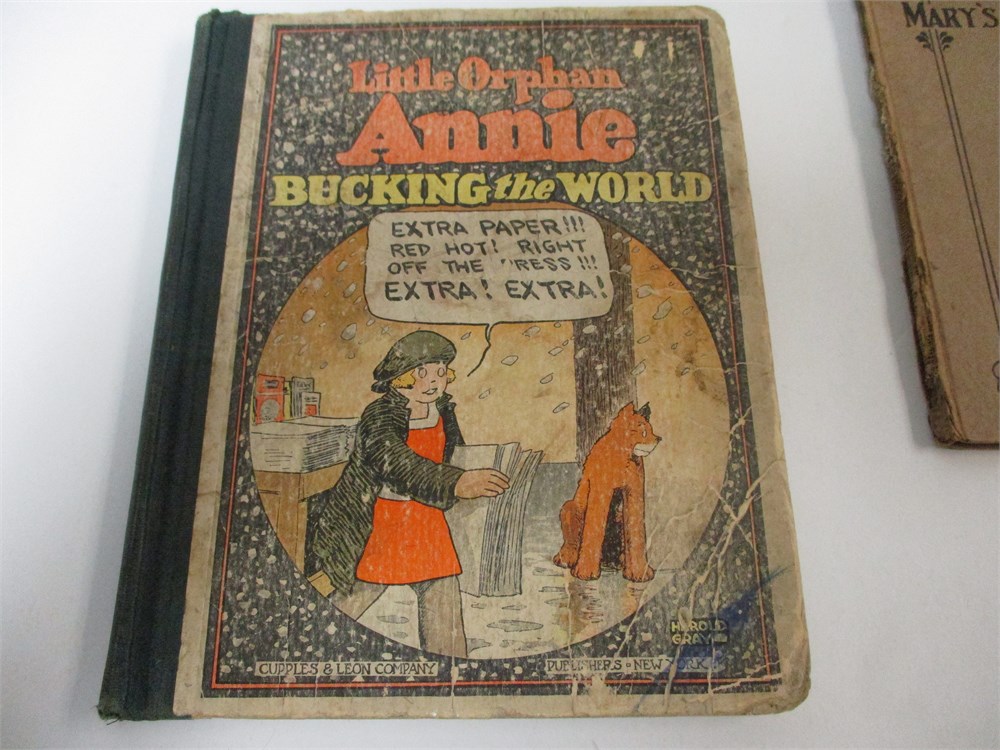 Little Orphan
Annie
BUCKING the WORLD
EXTRA PAPER!!!
RED HOT! RIGHT
OFF THE PRESS!!!
EXTRA! EXTRA!
HAROLD
GRAY
CUPPLES & LEON COMPANY
PUBLISHERS = NEW YORK
MARY'S